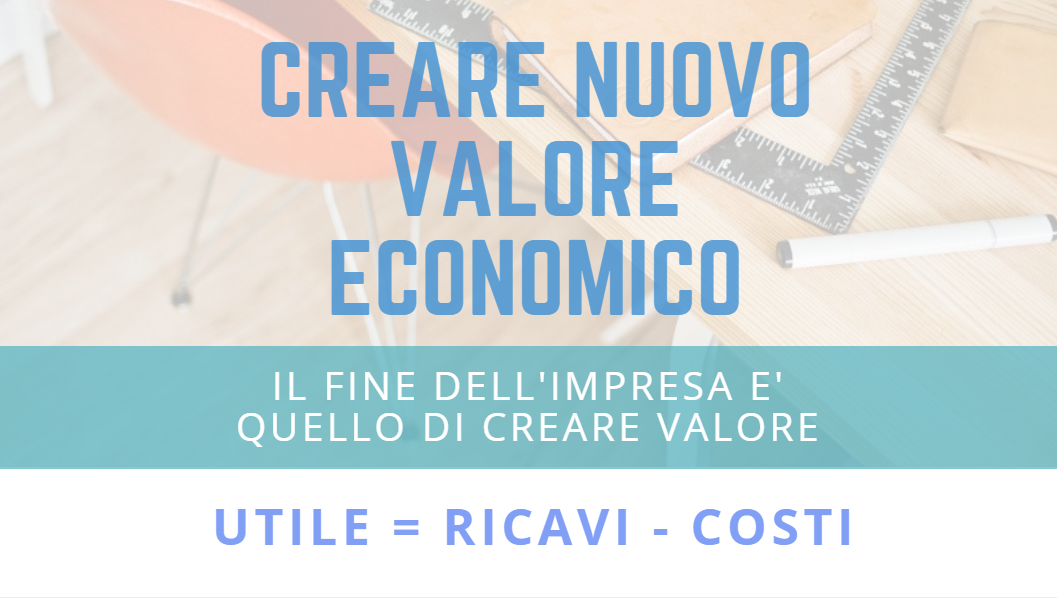 CREARE NUOVO
VALORE
ECONOMICO
IL FINE DELL'IMPRESA E'
QUELLO DI CREARE VALORE
UTILE = RICAVI - COSTI